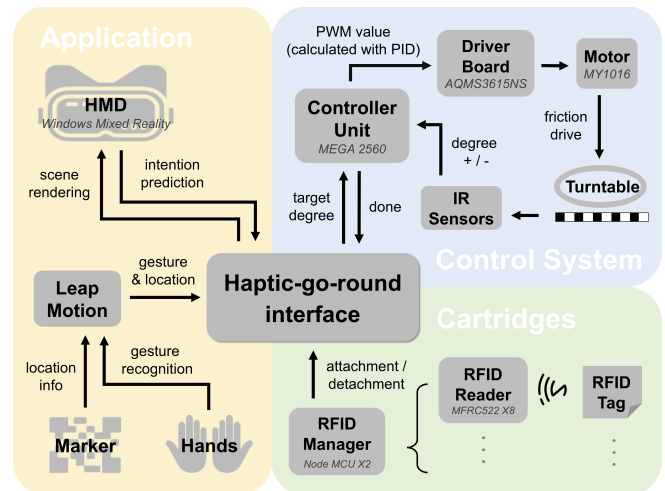 Application
HMD
Windows Mixed Reality
scene
rendering
intention
prediction
Leap
Motion
gesture
& location
location
info
gesture
recognition
Marker
Hands
Haptic-go-round
interface
PWM value
(calculated with PID)
Driver
Board
AQMS3615NS
Motor
MY1016
Controller
Unit
MEGA 2560
degree
+ / -
friction
drive
Turntable
IR
Sensors
target
degree
done
Control System
Cartridges
attachment /
detachment
RFID
Manager
Node MCU X2
RFID
Reader
MFRC522 X8
RFID
Tag